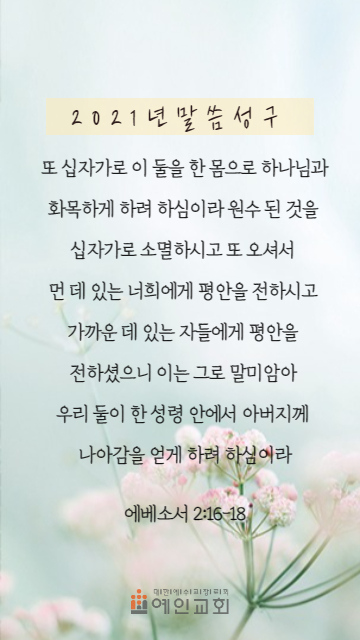 2021년말씀성구
또 십자가로 이 둘을 한 몸으로 하나님과
화목하게 하려 하심이라 원수 된 것을
십자가로 소멸하시고 또 오셔서
먼 데 있는 너희에게 평안을 전하시고
가까운 데 있는 자들에게 평안을
전하셨으니 이는 그로 말미암아
우리 둘이 한 성령 안에서 아버지께
나아감을 얻게 하려 하심이라
에베소서 2:16-18
예인교회